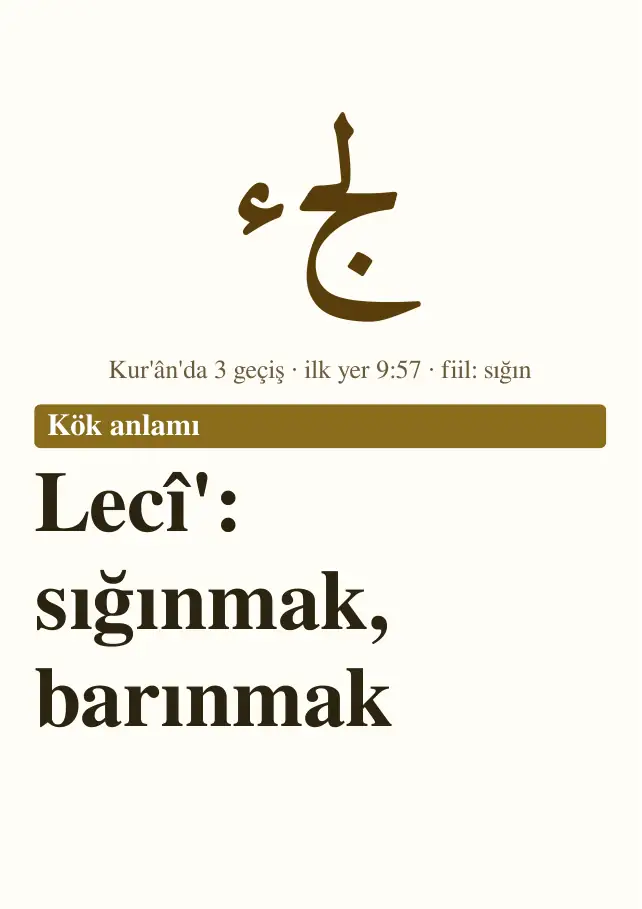 لجء
Kur'ân'da 3 geçiş · ilk yer 9:57 · fiil: sığın
Kök anlamı
Lecî':
sığınmak,
barınmak